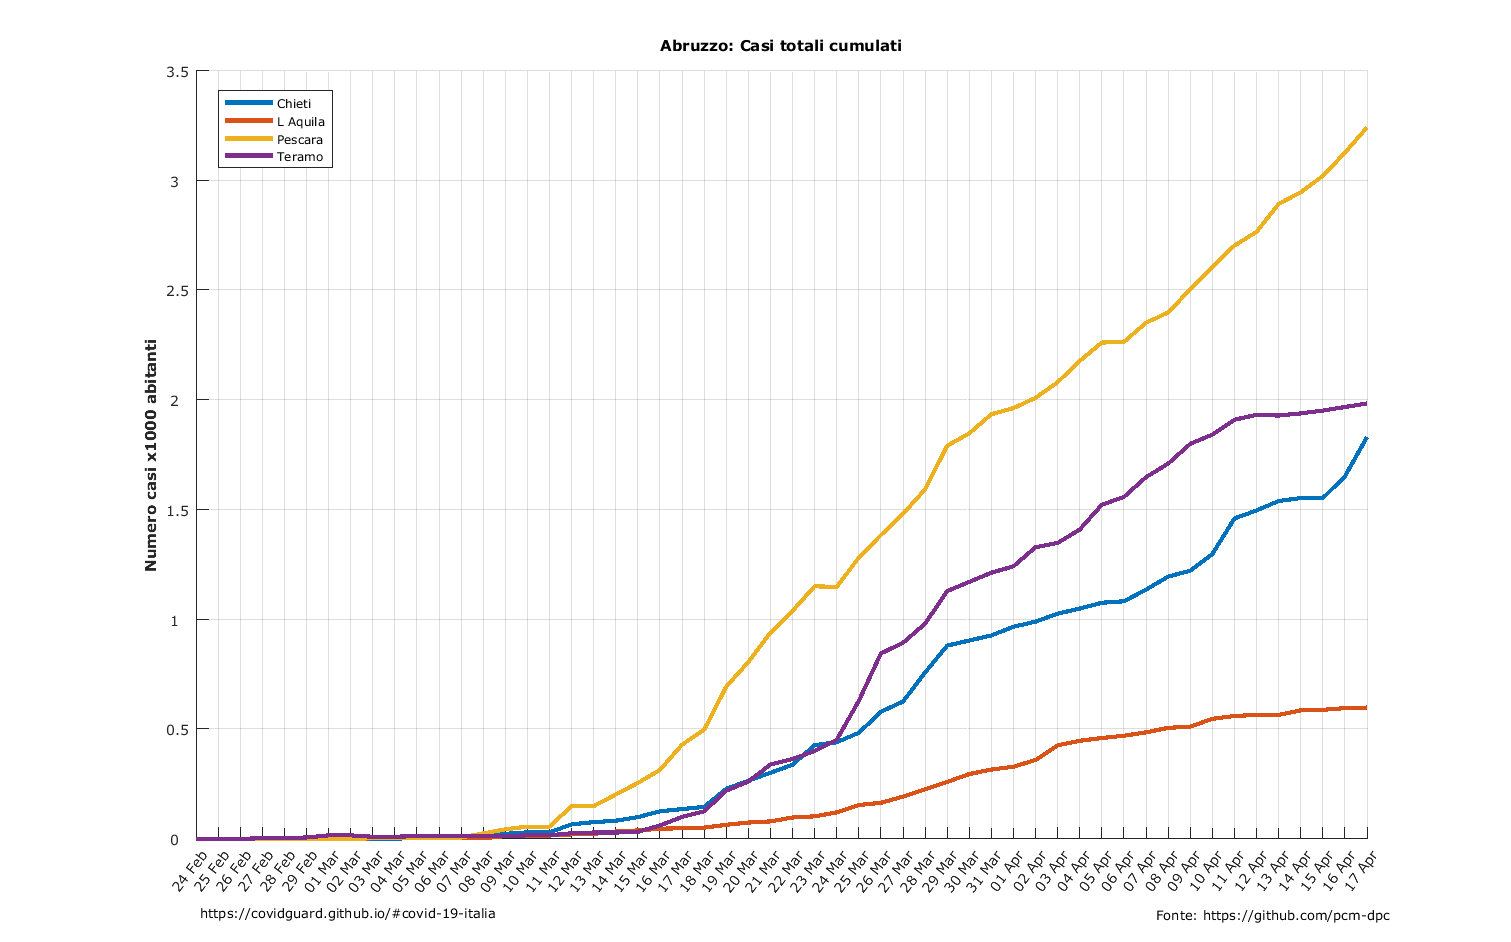 Abruzzo: Casi totali cumulati
3.5
3
2.5
2
1.5
1
0.5
0
Numero casi x1000 abitanti
Chieti
L Aquila
Pescara
Teramo
24 Feb
25 Feb
26 Feb
27 Feb
28 Feb
29 Feb
01 Mar
02 Mar
03 Mar
04 Mar
05 Mar
06 Mar
07 Mar
08 Mar
09 Mar
10 Mar
11 Mar
12 Mar
13 Mar
14 Mar
15 Mar
16 Mar
17 Mar
18 Mar
19 Mar
20 Mar
21 Mar
22 Mar
23 Mar
24 Mar
25 Mar
26 Mar
27 Mar
28 Mar
29 Mar
30 Mar
31 Mar
01 Apr
02 Apr
03 Apr
04 Apr
05 Apr
06 Apr
07 Apr
08 Apr
09 Apr
10 Apr
11 Apr
12 Apr
13 Apr
14 Apr
15 Apr
16 Apr
17 Apr
https://covidguard.github.io/#covid-19-italia
Fonte: https://github.com/pcm-dpc